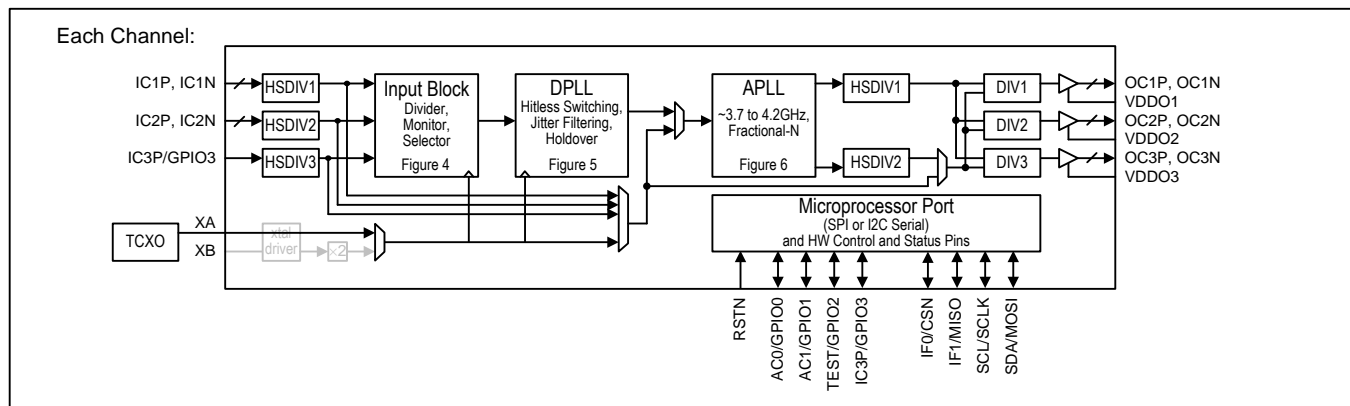 Each Channel:
IC1P, IC1N
IC2P, IC2N
IC3P/GPIO3
HSDIV1
HSDIV2
HSDIV3
Input Block
Divider,
Monitor,
Selector
Figure 4
DPLL
Hitless Switching,
Jitter Filtering,
Holdover
Figure 5
APLL
~3.7 to 4.2GHz,
Fractional-N
Figure 6
HSDIV1
HSDIV2
DIV1
DIV2
DIV3
OC1P, OC1N
VDDO1
OC2P, OC2N
VDDO2
OC3P, OC3N
VDDO3
TCXO
XA
XB
xtal
driver
×2
Microprocessor Port
(SPI or I2C Serial)
and HW Control and Status Pins
RSTN
AC0/GPIO0
AC1/GPIO1
TEST/GPIO2
IC3P/GPIO3
IF0/CSN
IF1/MISO
SCL/SCLK
SDA/MOSI